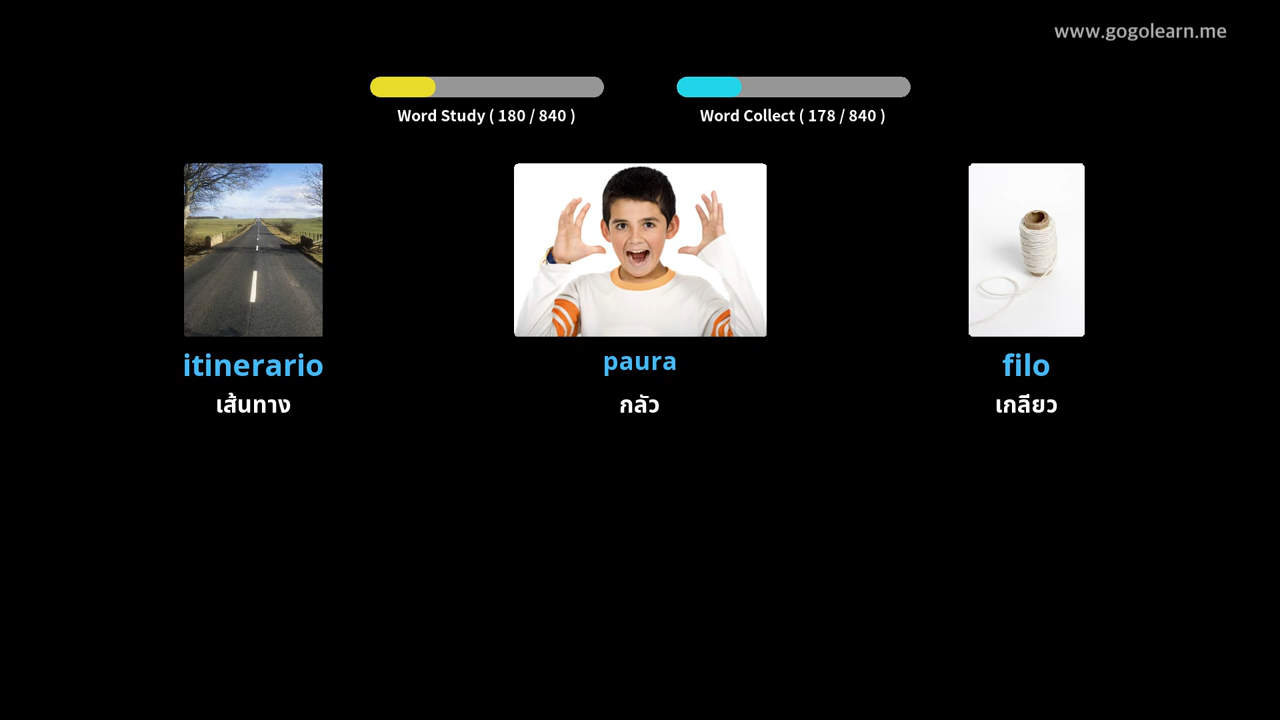 www.gogolearn.me
Word Study ( 180 / 840 )
Word Collect ( 178 / 840 )
itinerario
เส้นทาง
paura
กลัว
filo
เกลียว